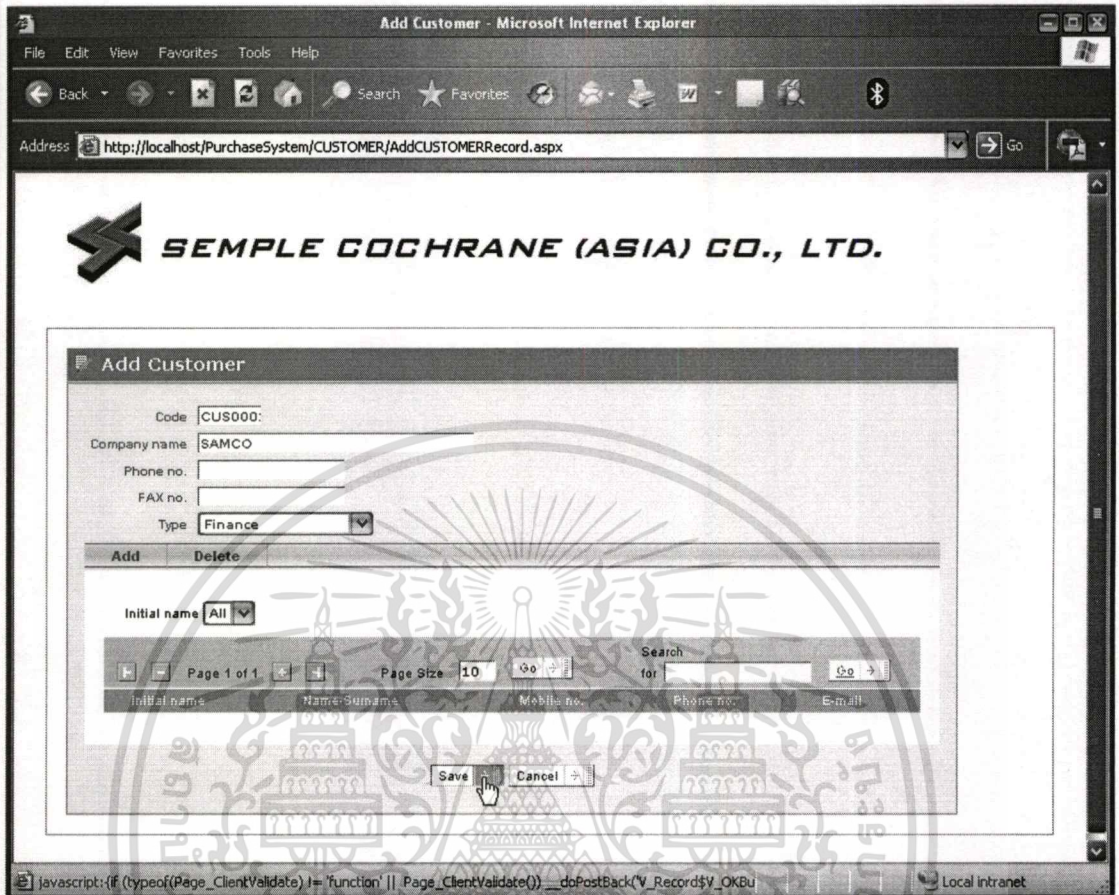 Add Customer - Microsoft Internet Explorer
File Edit View Favorites Tools Help
Back Search Favorites
Address http://localhost/PurchaseSystem/CUSTOMER/AddCUSTOMERRecord.aspx Go
SEMPLE COCHRANE (ASIA) CO., LTD.
Add Customer
Code CUS000
Company name SAMCO
Phone no.
FAX no.
Type Finance
Add Delete
Initial name All
Page 1 of 1 Page Size 10 Go Search for Go
Initial name Name-Surname Mobile no. Phone no. E-mail
Save Cancel
javascript:{if (typeof(Page_ClientValidate) != 'function' || Page_ClientValidate()) __doPostBack('V_Record$V_OKBu Local intranet